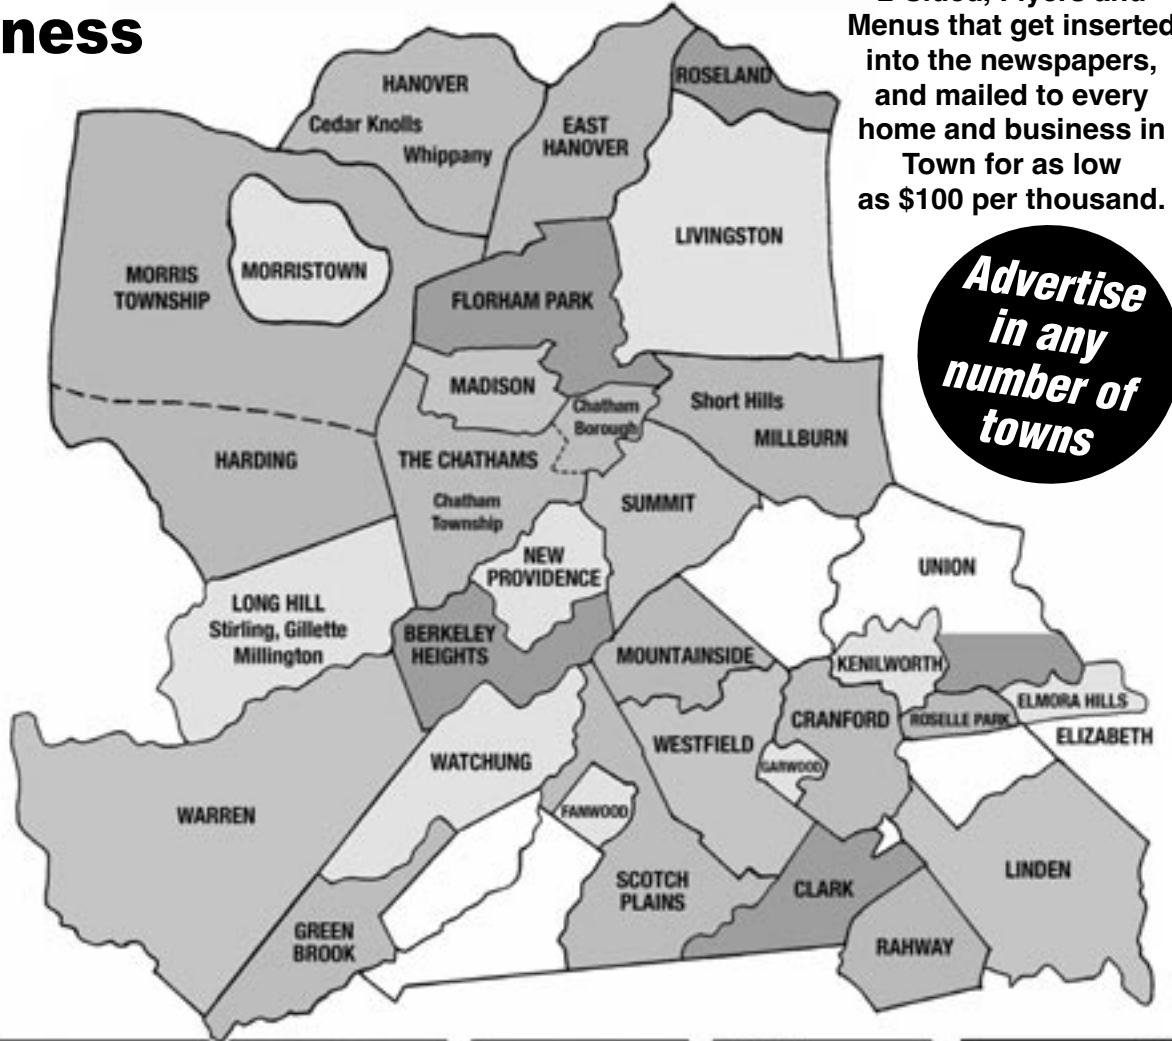 ness
Menus that get inserted
into the newspapers,
and mailed to every
home and business in
Town for as low
as $100 per thousand.
Advertise
in any
number of
towns
HANOVER
Cedar Knolls
Whippany
EAST
HANOVER
ROSELAND
LIVINGSTON
MORRIS
TOWNSHIP
MORRISTOWN
FLORHAM PARK
MADISON
Chatham
Borough
Short Hills
MILLBURN
HARDING
THE CHATHAMS
Chatham
Township
SUMMIT
NEW
PROVIDENCE
UNION
LONG HILL
Stirling, Gillette
Millington
BERKELEY
HEIGHTS
MOUNTAINSIDE
KENILWORTH
ELMORA HILLS
ROSELLE PARK
ELIZABETH
CRANFORD
WESTFIELD
GARWOOD
WATCHUNG
WARREN
FANWOOD
SCOTCH
PLAINS
CLARK
LINDEN
GREEN
BROOK
RAHWAY